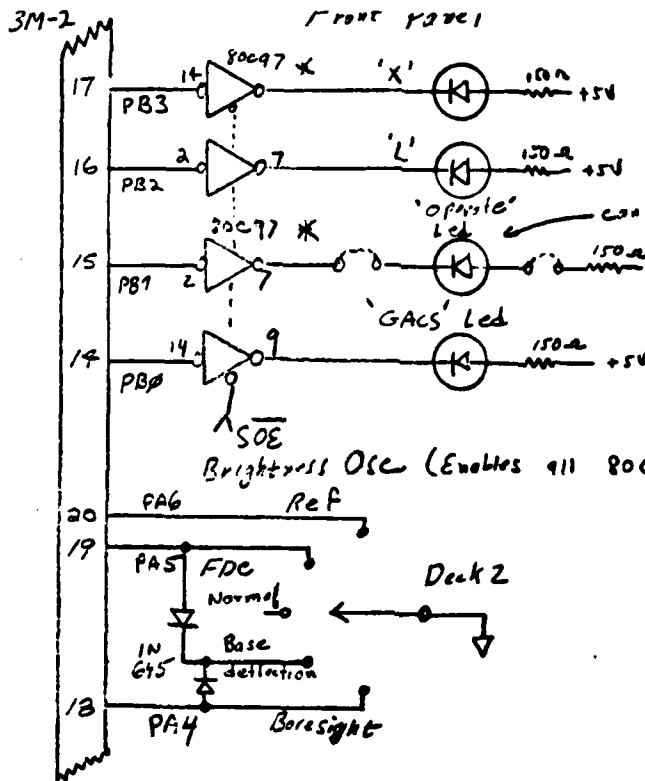 3M-2
Front Panel
17 PB3 14 80C97 * 'X' 150Ω +5V
16 PB2 2 7 'L' 150Ω +5V
'Operate' Led
15 PB1 2 80C97 * 7 150Ω
'GACS' Led
14 PBØ 14 9 150Ω +5V
SOE
Brightness Osc (Enables all 80C
20 PA6 Ref
19 PA5 FDC
Normal
Deck 2
1N 645
Base deflection
18 PA4 Boresight